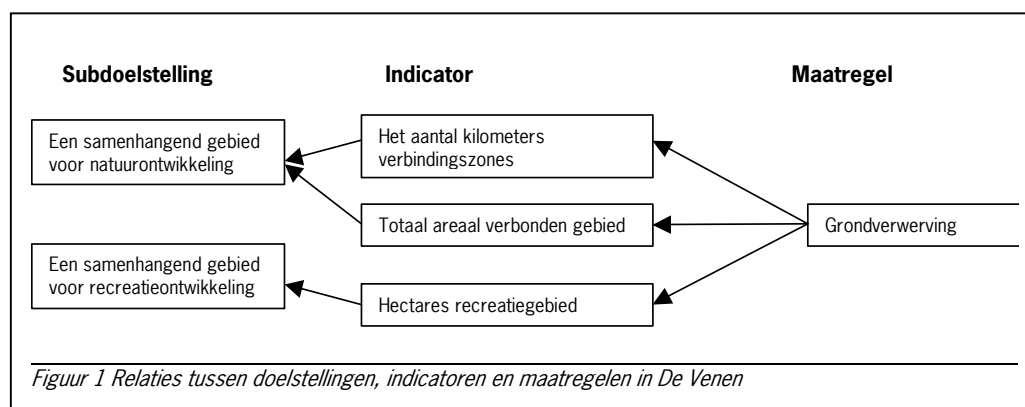 Subdoelstelling
Indicator
Maatregel
Een samenhangend gebied
voor natuurontwikkeling
Het aantal kilometers
verbindingszones
Totaal areaal verbonden gebied
Grondverwerving
Een samenhangend gebied
voor recreatieontwikkeling
Hectares recreatiegebied
Figuur 1 Relaties tussen doelstellingen, indicatoren en maatregelen in De Venen